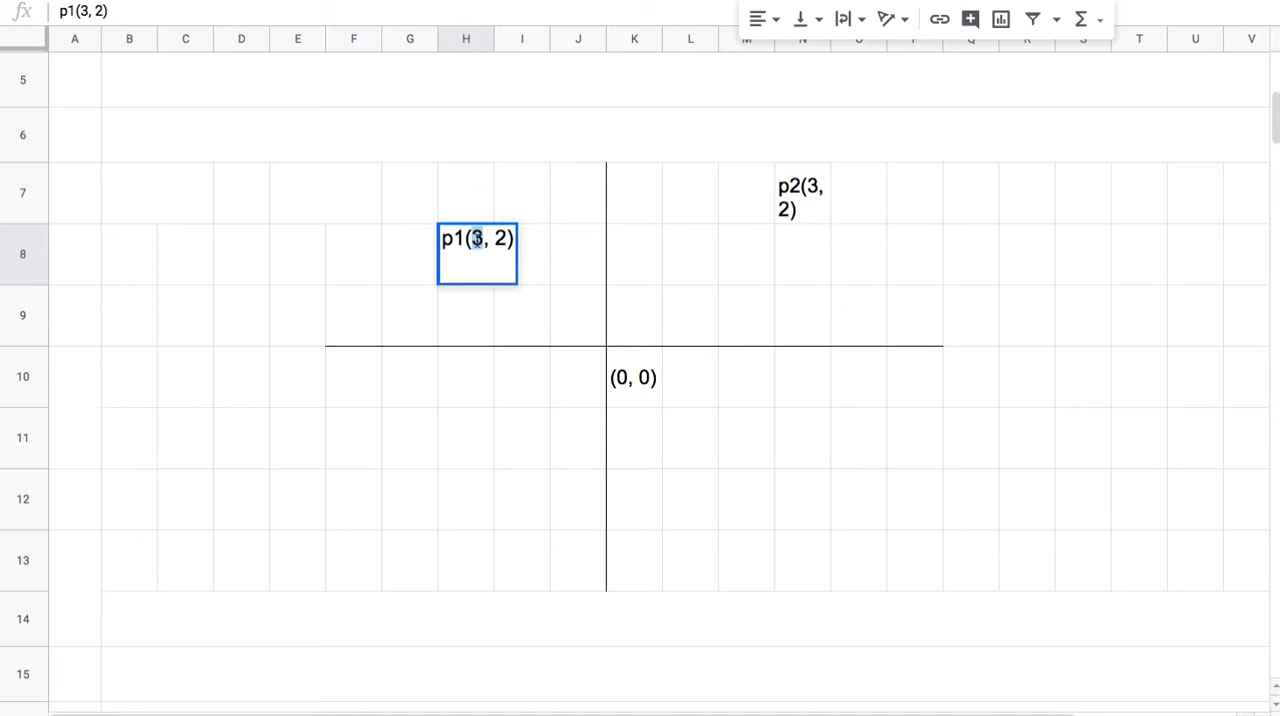 fx p1(3, 2)
A B C D E F G H I J K L M N O P Q R S T U V
5
6
7 p2(3,
2)
8 p1(3, 2)
9
10 (0, 0)
11
12
13
14
15